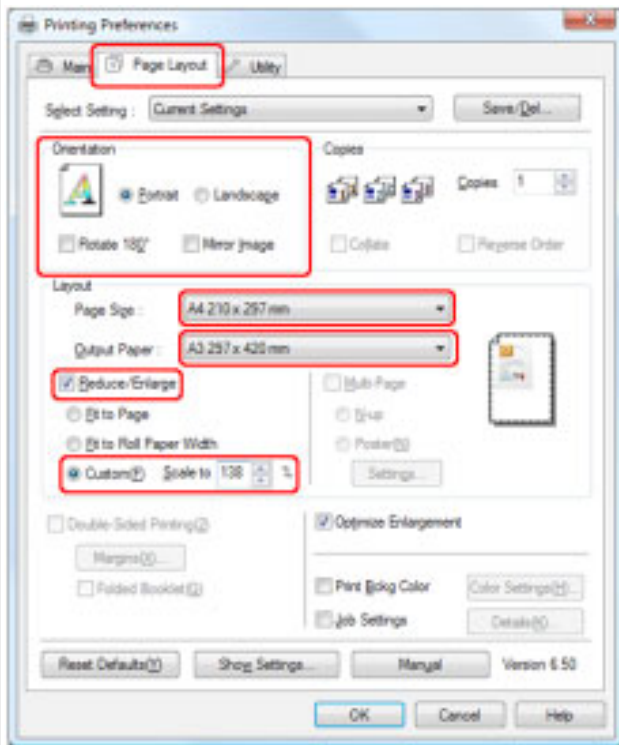 Printing Preferences
Main Page Layout Utility
Select Setting : Current Settings Save/Del...
Orientation
Portrait Landscape
Rotate 180° Mirror Image
Copies
Copies 1
Collate Reverse Order
Layout
Page Size : A4 210 x 297 mm
Output Paper : A3 297 x 420 mm
Reduce/Enlarge
Fit to Page
Fit to Roll Paper Width
Custom(F) Scale to 138 %
Multi-Page
N-up
Poster(N)
Settings...
Double-Sided Printing(2)
Margins(X)...
Folded Booklet(Q)
Optimize Enlargement
Print Bckg Color Color Settings(H)...
Job Settings Details(K)...
Reset Defaults(Y) Show Settings... Manual Version 6.50
OK Cancel Help